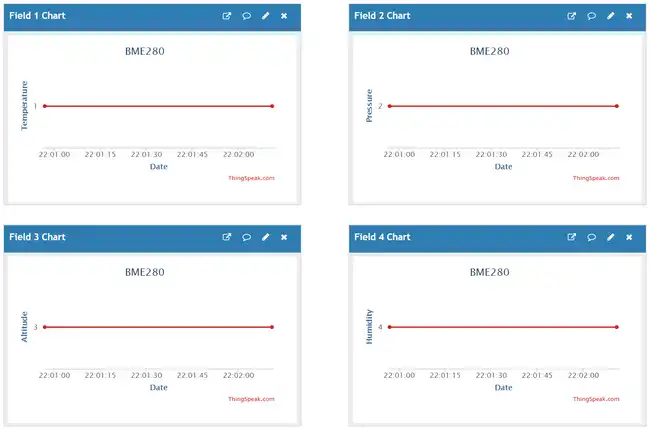 Field 1 Chart
BME280
Temperature
1
22:01:00 22:01:15 22:01:30 22:01:45 22:02:00
Date
ThingSpeak.com
Field 2 Chart
BME280
Pressure
2
22:01:00 22:01:15 22:01:30 22:01:45 22:02:00
Date
ThingSpeak.com
Field 3 Chart
BME280
Altitude
3
22:01:00 22:01:15 22:01:30 22:01:45 22:02:00
Date
ThingSpeak.com
Field 4 Chart
BME280
Humidity
4
22:01:00 22:01:15 22:01:30 22:01:45 22:02:00
Date
ThingSpeak.com